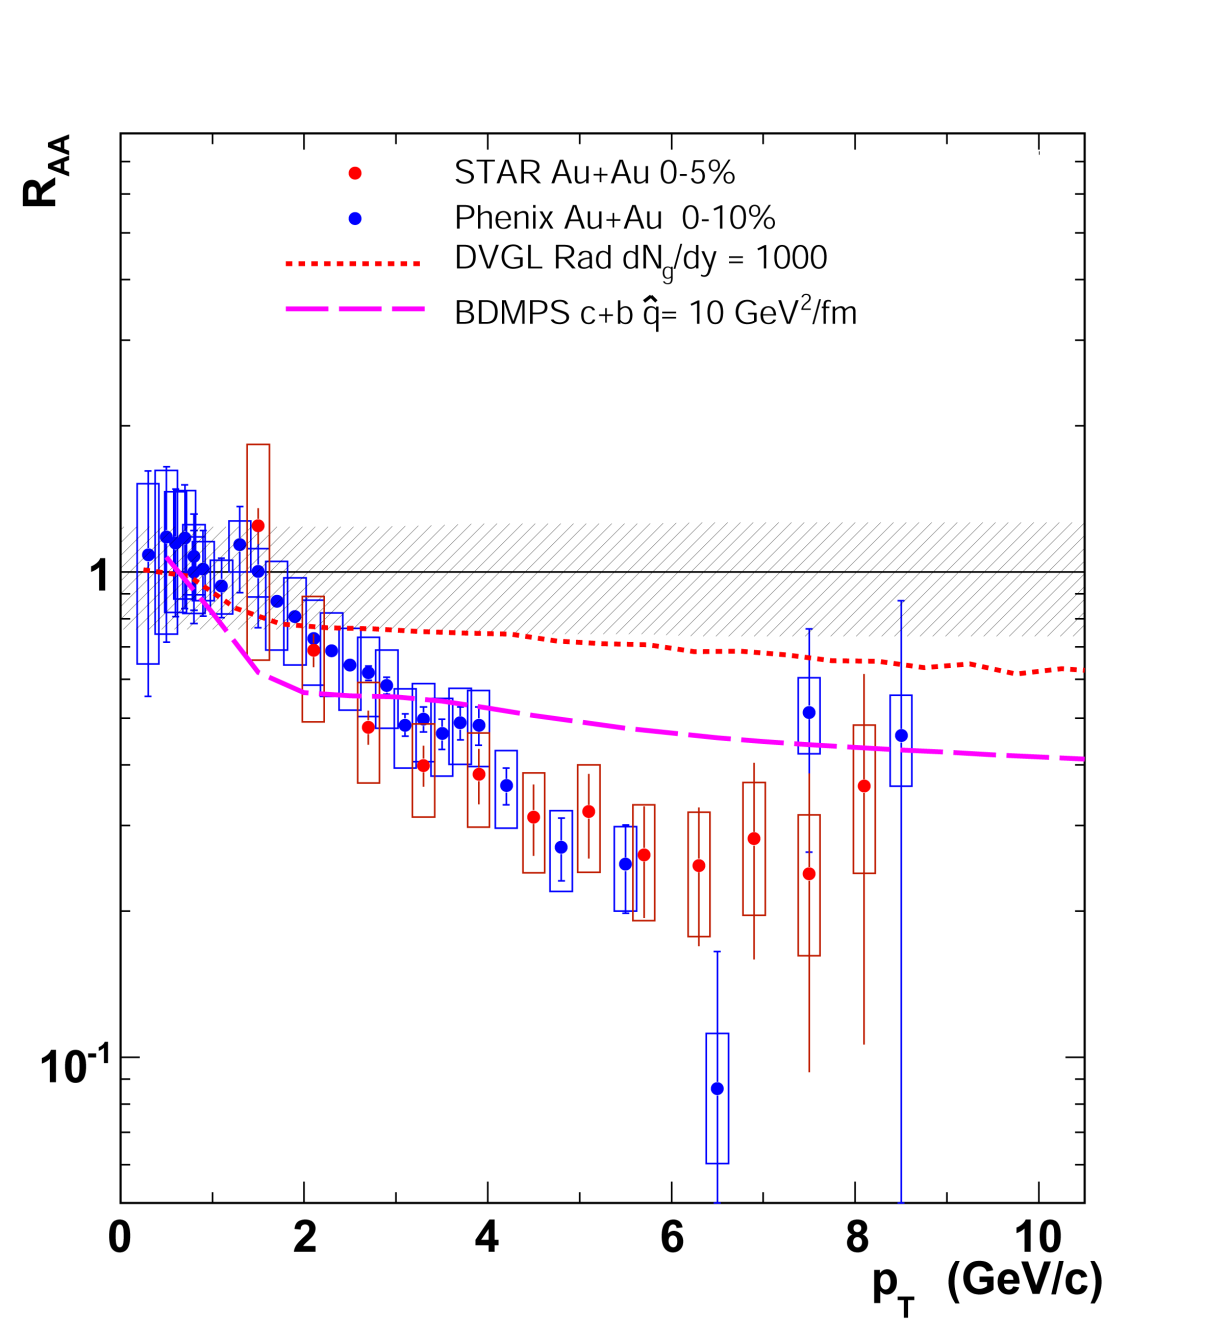 R_AA
STAR Au+Au 0-5%
Phenix Au+Au 0-10%
DVGL Rad dN_g/dy = 1000
BDMPS c+b q̂= 10 GeV²/fm
1
10⁻¹
0 2 4 6 8 10
p_T (GeV/c)